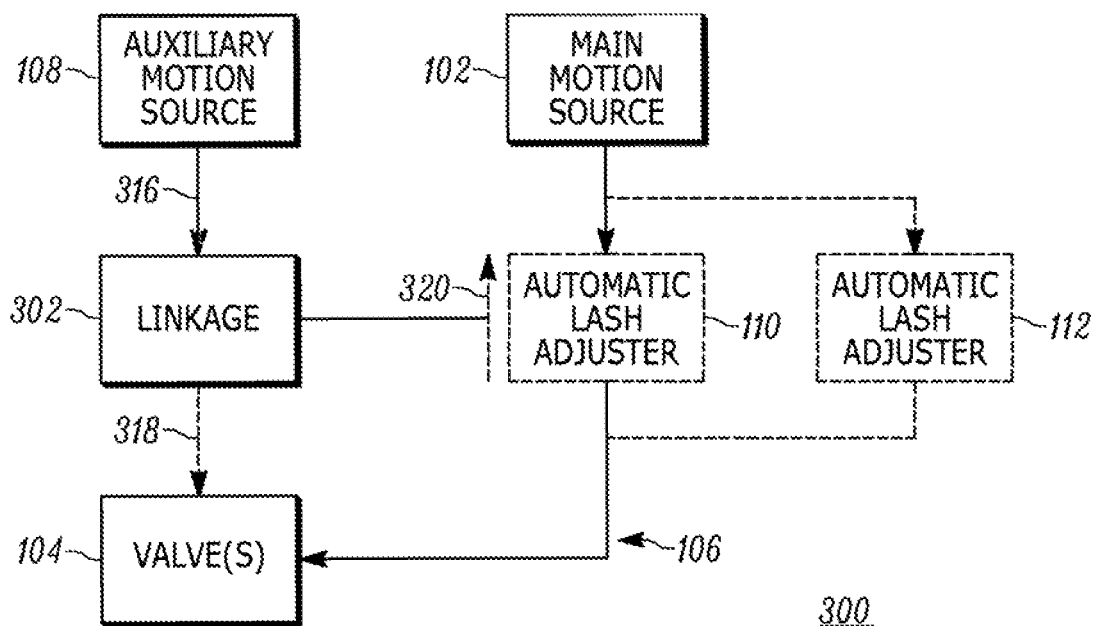 AUXILIARY
MOTION
SOURCE
108
MAIN
MOTION
SOURCE
102
316
302
LINKAGE
320
AUTOMATIC
LASH
ADJUSTER
110
AUTOMATIC
LASH
ADJUSTER
112
318
104
VALVE(S)
106
300